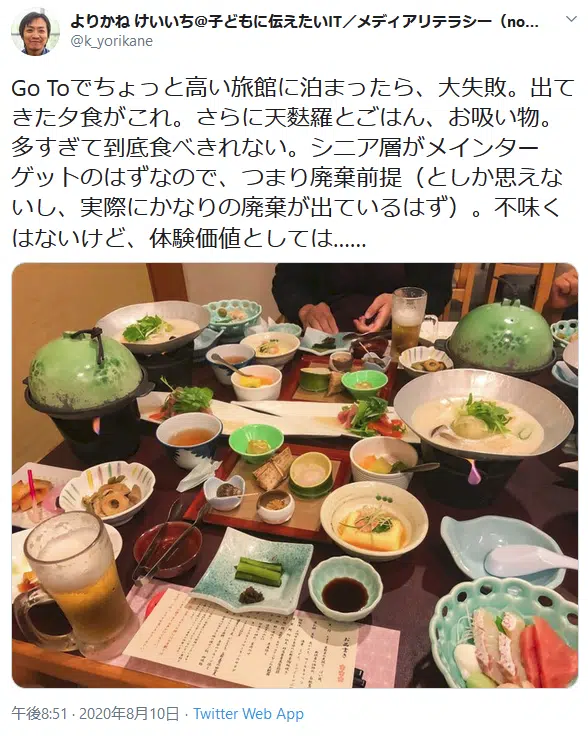 よりかね けいいち@子どもに伝えたいIT／メディアリテラシー（no...
@k_yorikane
Go Toでちょっと高い旅館に泊まったら、大失敗。出て
きた夕食がこれ。さらに天麩羅とごはん、お吸い物。
多すぎて到底食べきれない。シニア層がメインター
ゲットのはずなので、つまり廃棄前提（としか思えな
いし、実際にかなりの廃棄が出ているはず）。不味く
はないけど、体験価値としては……
午後8:51 · 2020年8月10日 · Twitter Web App